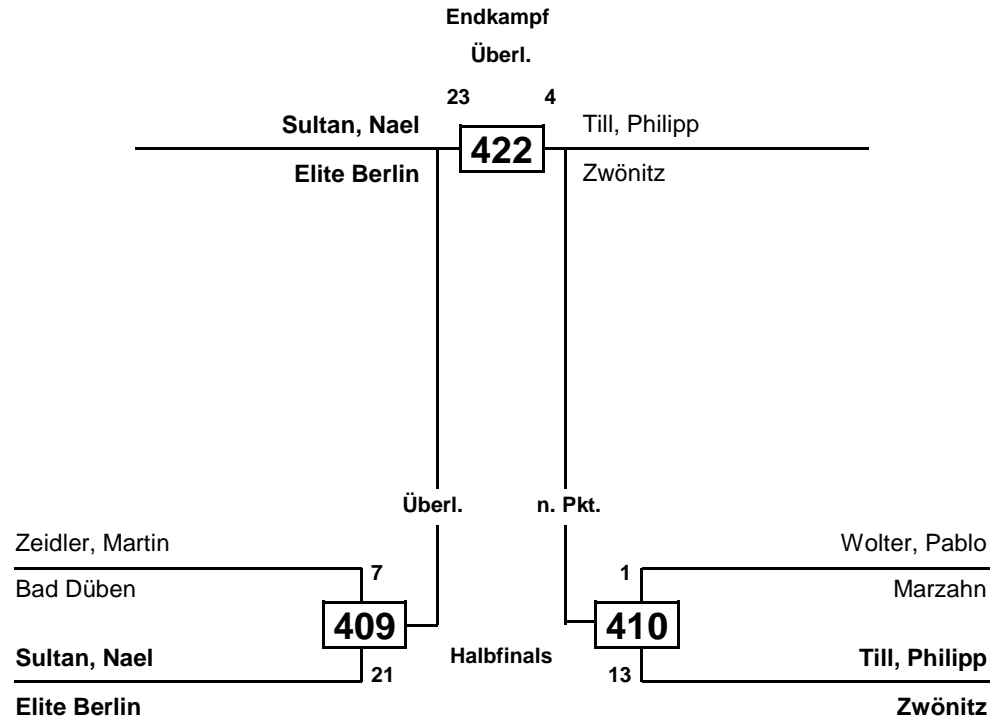 Endkampf
Überl.
23 4
Sultan, Nael 422 Till, Philipp
Elite Berlin Zwönitz
Überl. n. Pkt.
Zeidler, Martin Wolter, Pablo
7 1
Bad Düben Marzahn
409 410
Sultan, Nael Halbfinals Till, Philipp
21 13
Elite Berlin Zwönitz